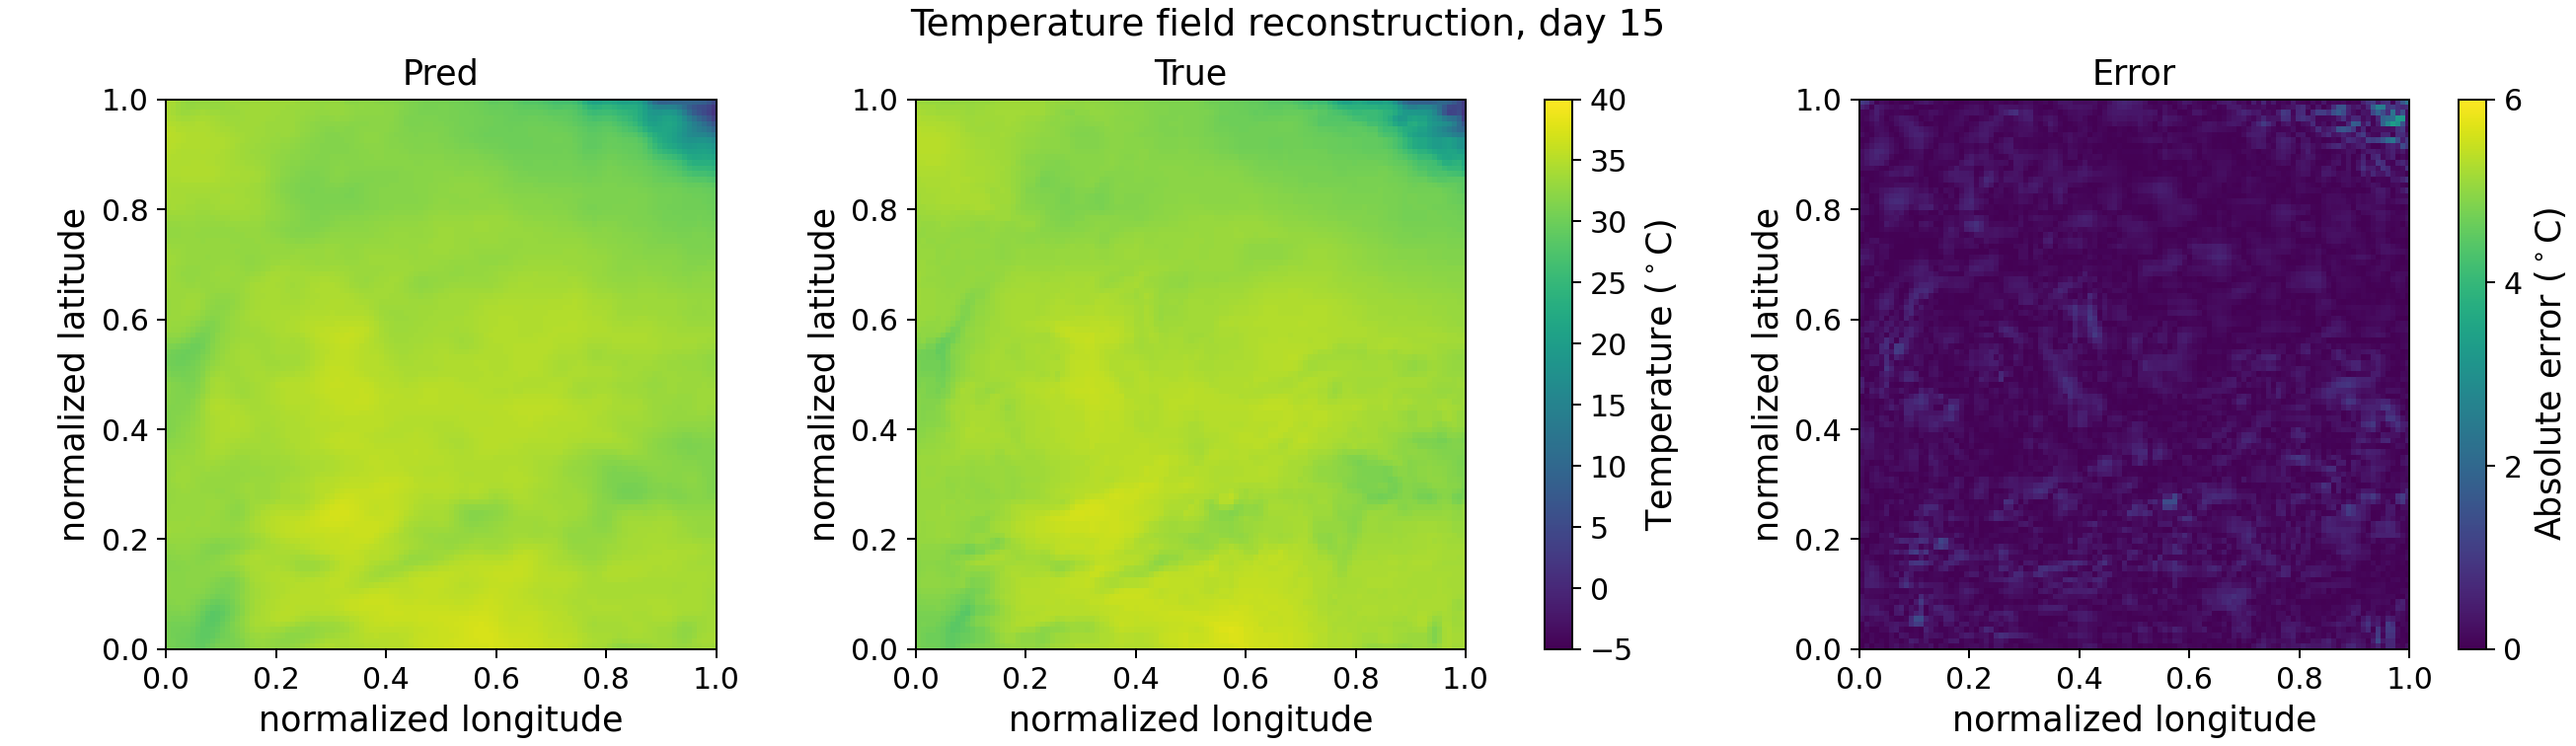 Temperature field reconstruction, day 15
Pred
True
Error
1.0
0.8
0.6
0.4
0.2
0.0
0.0 0.2 0.4 0.6 0.8 1.0
normalized latitude
normalized longitude
1.0
0.8
0.6
0.4
0.2
0.0
0.0 0.2 0.4 0.6 0.8 1.0
normalized latitude
normalized longitude
40
35
30
25
20
15
10
5
0
−5
Temperature (°C)
1.0
0.8
0.6
0.4
0.2
0.0
0.0 0.2 0.4 0.6 0.8 1.0
normalized latitude
normalized longitude
6
4
2
0
Absolute error (°C)